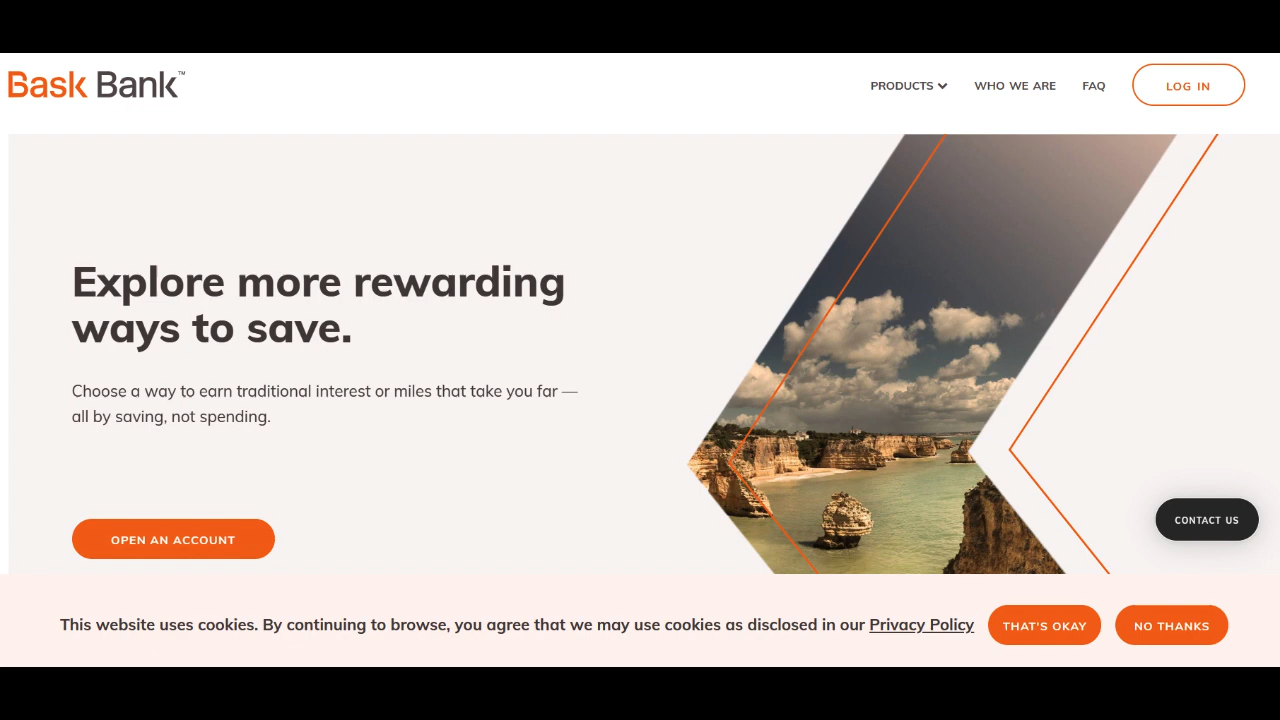 Bask Bank™
PRODUCTS
WHO WE ARE
FAQ
LOG IN
Explore more rewarding
ways to save.
Choose a way to earn traditional interest or miles that take you far —
all by saving, not spending.
OPEN AN ACCOUNT
CONTACT US
This website uses cookies. By continuing to browse, you agree that we may use cookies as disclosed in our Privacy Policy
THAT'S OKAY
NO THANKS